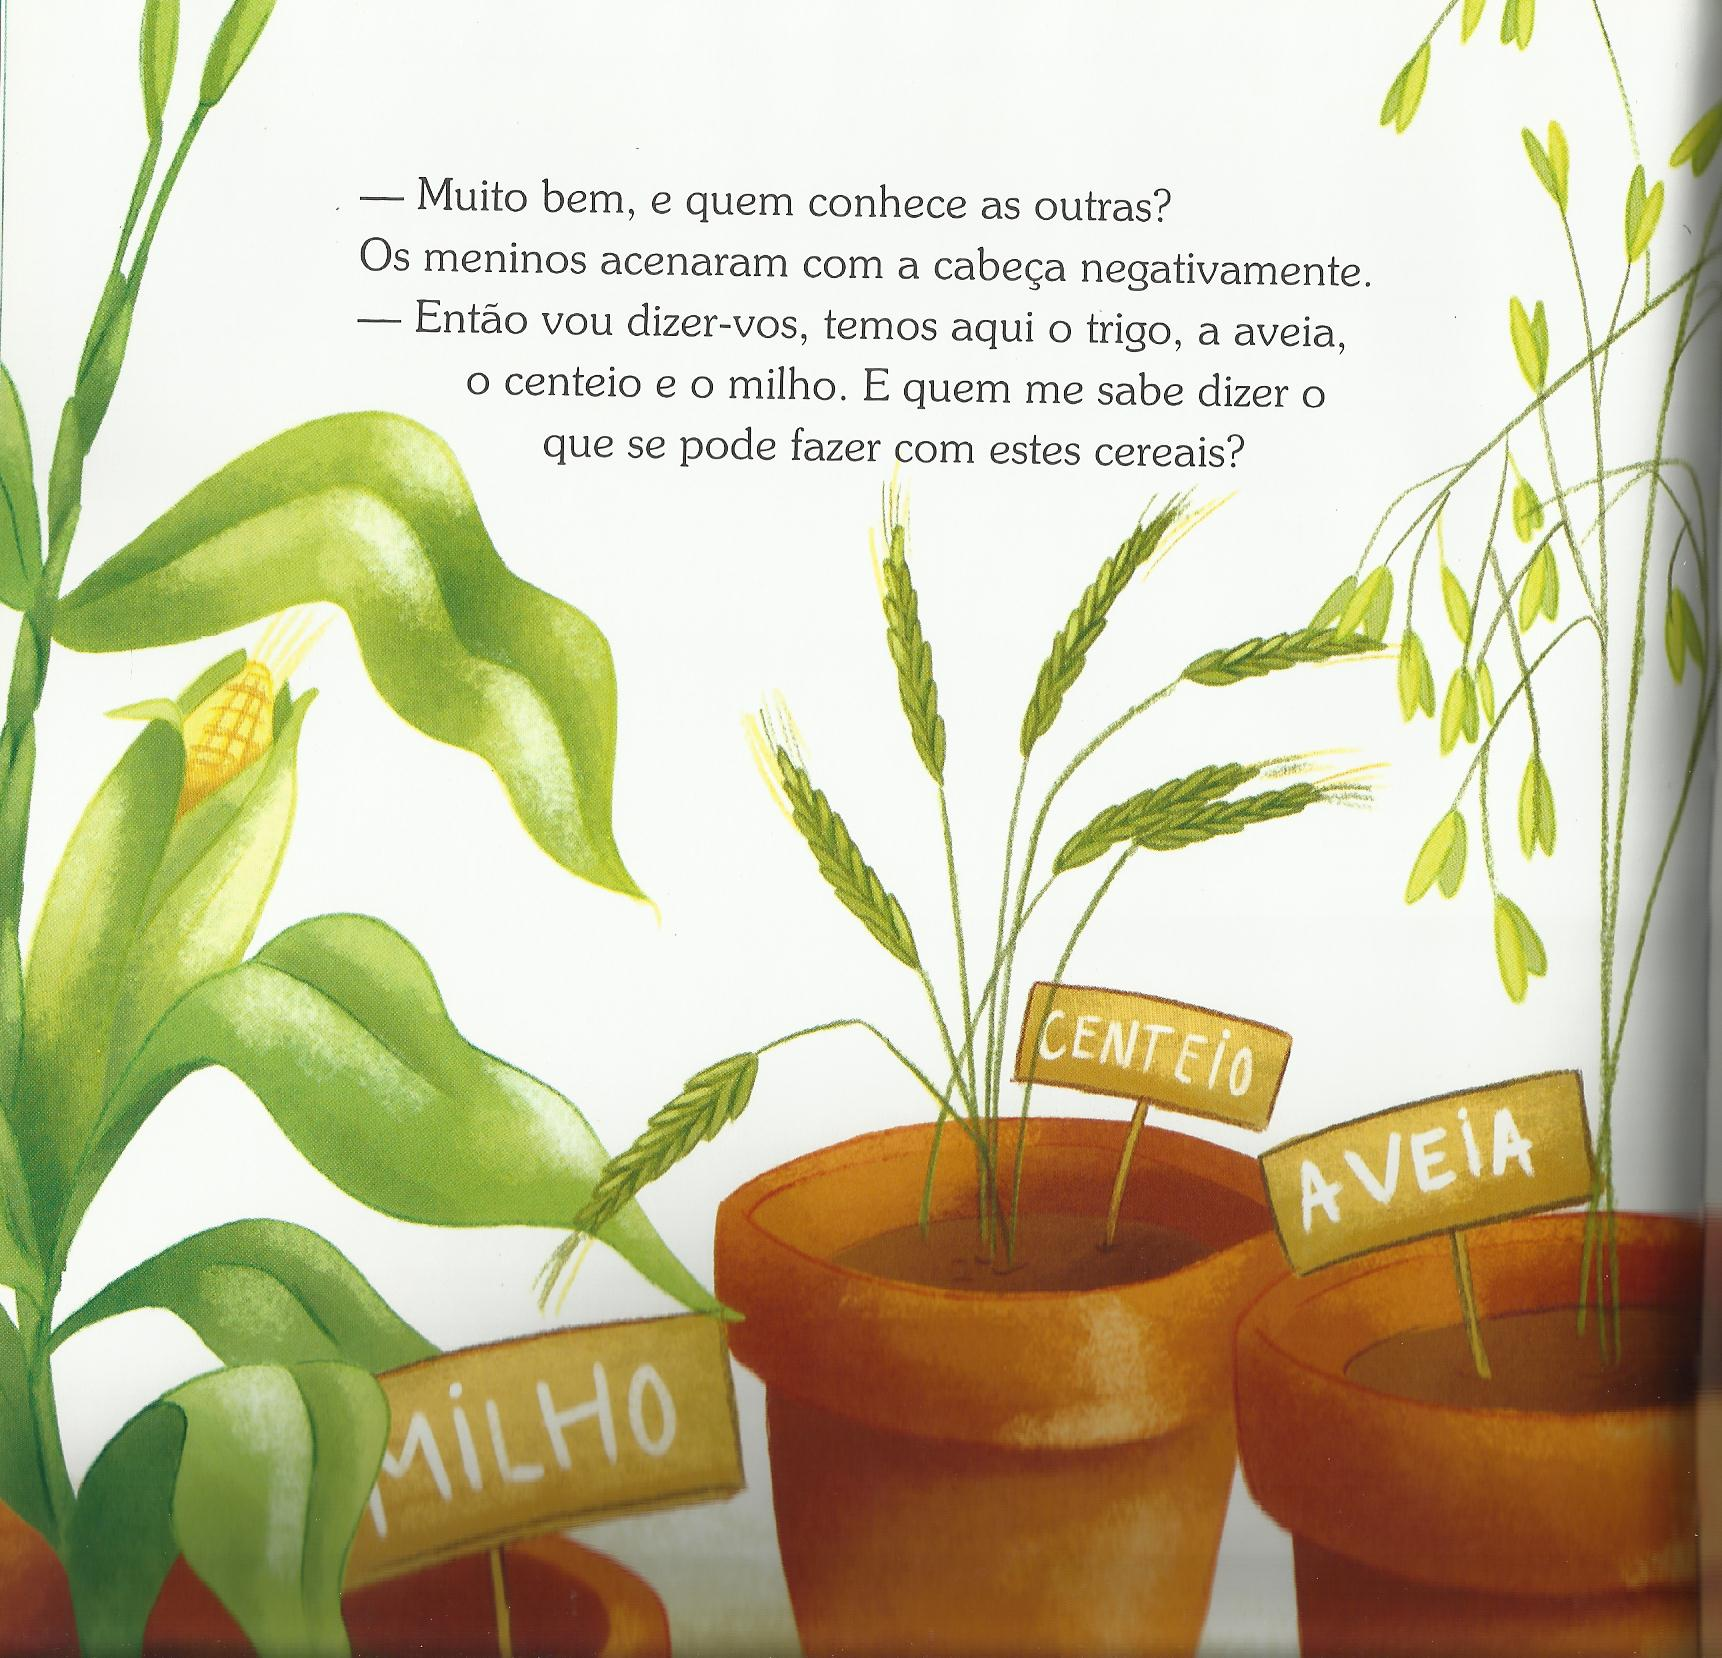 — Muito bem, e quem conhece as outras?
Os meninos acenaram com a cabeça negativamente.
— Então vou dizer-vos, temos aqui o trigo, a aveia,
o centeio e o milho. E quem me sabe dizer o
que se pode fazer com estes cereais?
CENTEiO
AVEiA
MiLHO